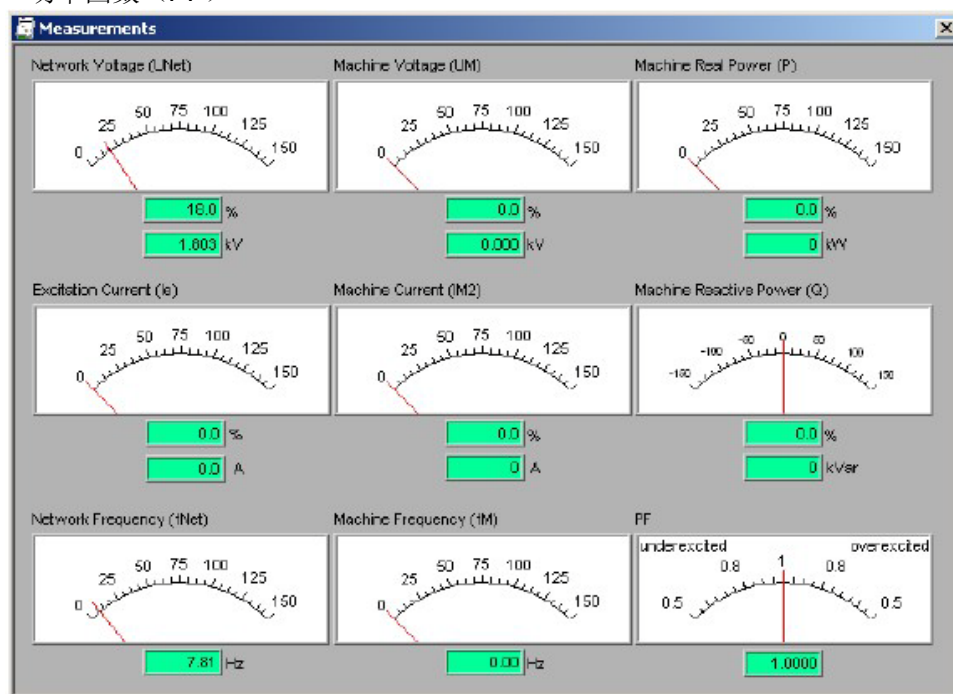 Measurements
Network Voltage (UNet)
Machine Voltage (UM)
Machine Real Power (P)
0 25 50 75 100 125 150
0 25 50 75 100 125 150
0 25 50 75 100 125 150
18.0 %
0.0 %
0.0 %
1.803 kV
0.000 kV
0 kW
Excitation Current (Ie)
Machine Current (IM2)
Machine Reactive Power (Q)
0 25 50 75 100 125 150
0 25 50 75 100 125 150
-150 -100 -50 0 50 100 150
0.0 %
0.0 %
0.0 %
0.0 A
0 A
0 kVar
Network Frequency (fNet)
Machine Frequency (fM)
PF
0 25 50 75 100 125 150
0 25 50 75 100 125 150
underexcited overexcited
0.5 0.8 1 0.8 0.5
7.81 Hz
0.00 Hz
1.0000